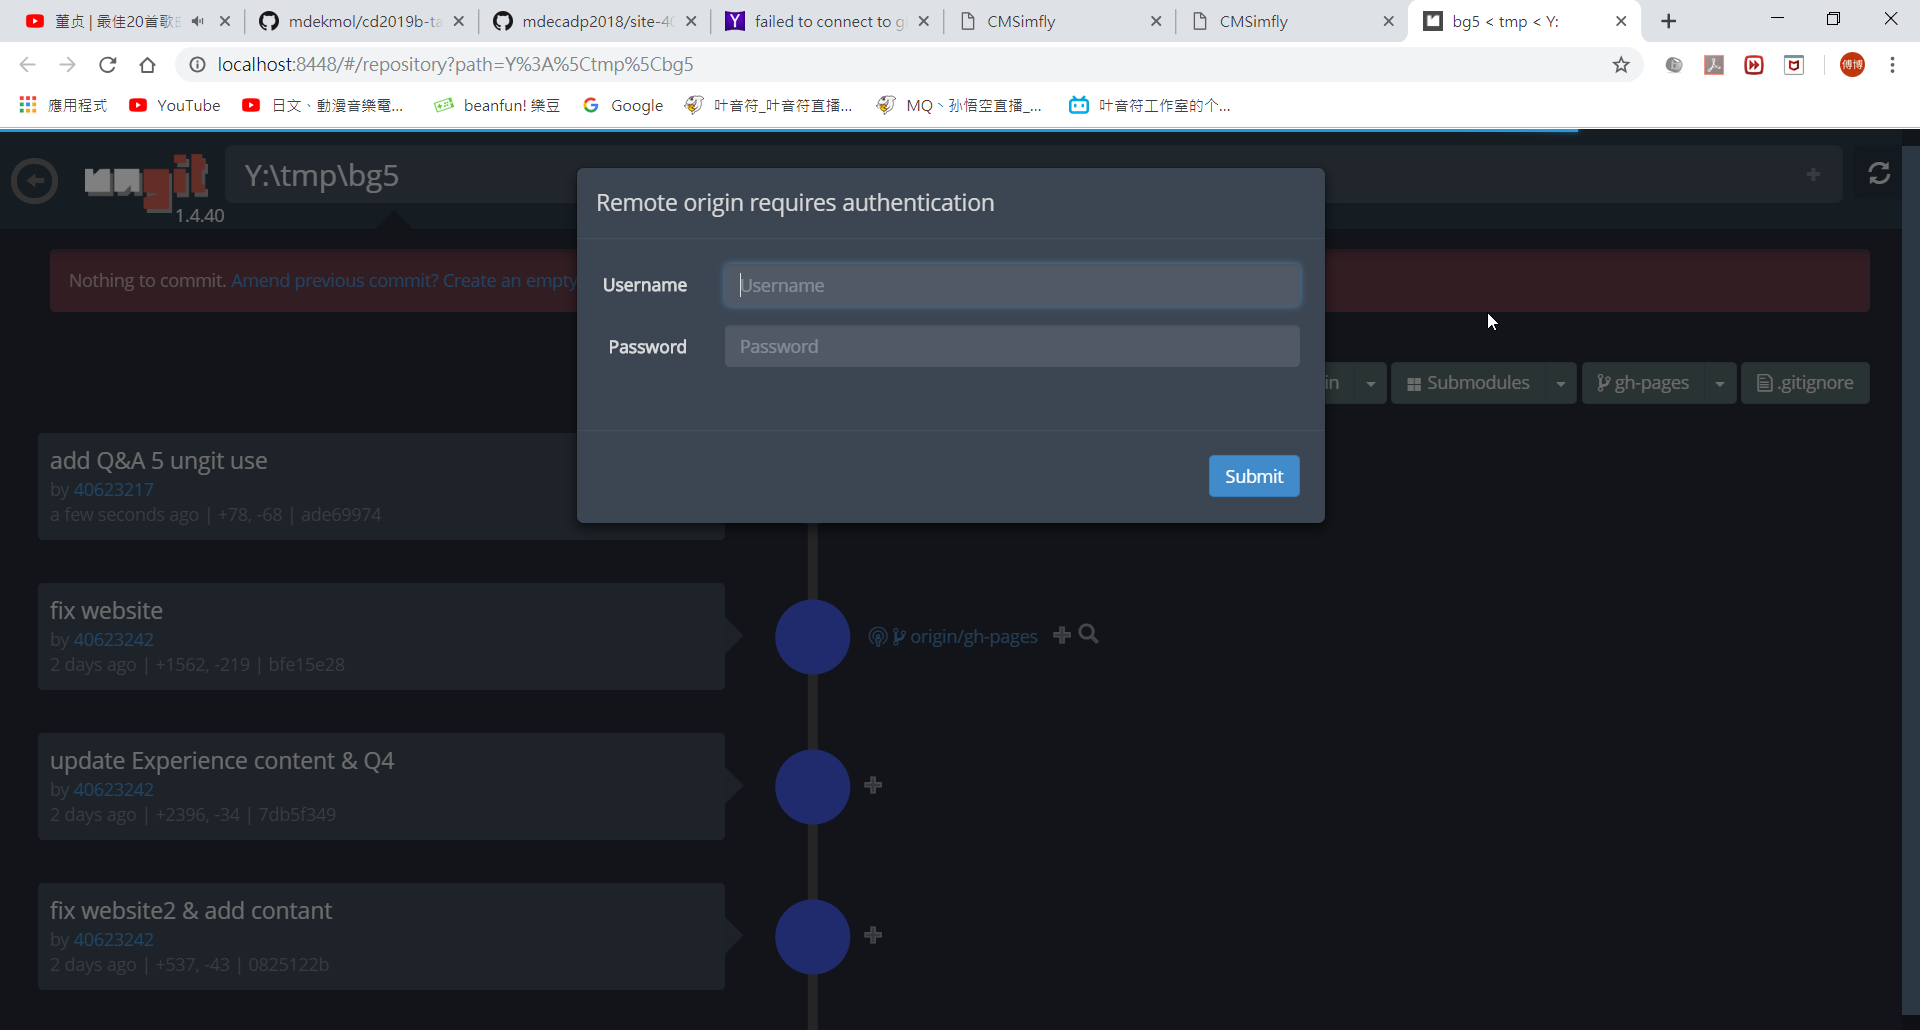 董贞 | 最佳20首歌
mdekmol/cd2019b-ta
mdecadp2018/site-40
failed to connect to g
CMSimfly
CMSimfly
bg5 < tmp < Y:
localhost:8448/#/repository?path=Y%3A%5Ctmp%5Cbg5
傅博
應用程式
YouTube
日文、動漫音樂電...
beanfun! 樂豆
Google
叶音符_叶音符直播...
MQ丶孙悟空直播_...
叶音符工作室的个...
ungit
1.4.40
Y:\tmp\bg5
Remote origin requires authentication
Nothing to commit. Amend previous commit? Create an empty
Username
Username
Password
Password
in
Submodules
gh-pages
.gitignore
Submit
add Q&A 5 ungit use
by 40623217
a few seconds ago | +78, -68 | ade69974
fix website
by 40623242
2 days ago | +1562, -219 | bfe15e28
origin/gh-pages
update Experience content & Q4
by 40623242
2 days ago | +2396, -34 | 7db5f349
fix website2 & add contant
by 40623242
2 days ago | +537, -43 | 0825122b